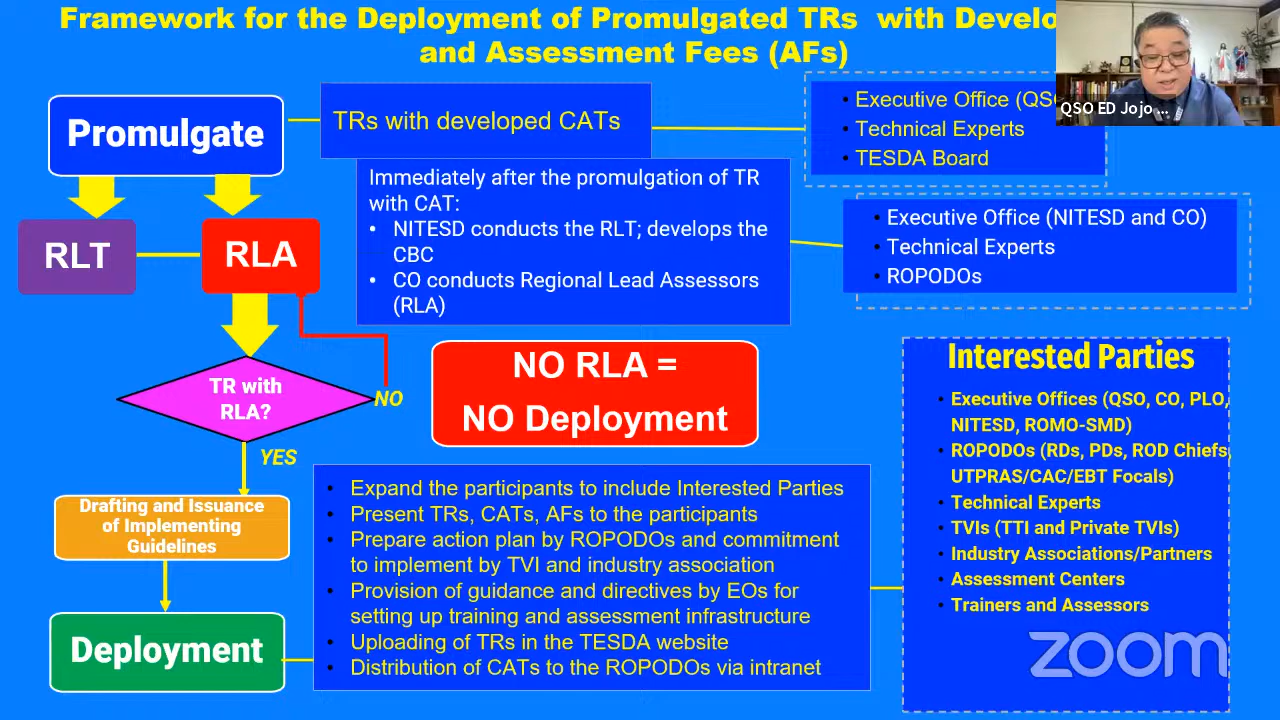 Framework for the Deployment of Promulgated TRs with Develo
and Assessment Fees (AFs)
QSO ED Jojo ...
Promulgate
TRs with developed CATs
• Executive Office (QSO
• Technical Experts
• TESDA Board
RLT
RLA
Immediately after the promulgation of TR
with CAT:
• NITESD conducts the RLT; develops the
CBC
• CO conducts Regional Lead Assessors
(RLA)
• Executive Office (NITESD and CO)
• Technical Experts
• ROPODOs
TR with
RLA?
NO
YES
NO RLA =
NO Deployment
Drafting and Issuance
of Implementing
Guidelines
Deployment
• Expand the participants to include Interested Parties
• Present TRs, CATs, AFs to the participants
• Prepare action plan by ROPODOs and commitment
to implement by TVI and industry association
• Provision of guidance and directives by EOs for
setting up training and assessment infrastructure
• Uploading of TRs in the TESDA website
• Distribution of CATs to the ROPODOs via intranet
Interested Parties
• Executive Offices (QSO, CO, PLO,
NITESD, ROMO-SMD)
• ROPODOs (RDs, PDs, ROD Chiefs,
UTPRAS/CAC/EBT Focals)
• Technical Experts
• TVIs (TTI and Private TVIs)
• Industry Associations/Partners
• Assessment Centers
• Trainers and Assessors
zoom